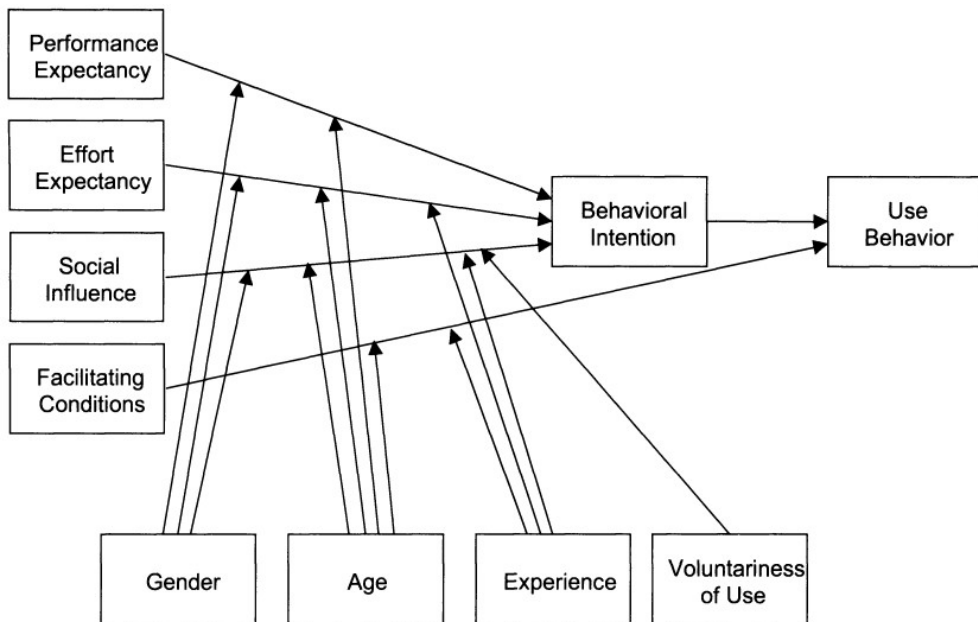 Performance
Expectancy
Effort
Expectancy
Social
Influence
Facilitating
Conditions
Behavioral
Intention
Use
Behavior
Gender
Age
Experience
Voluntariness
of Use